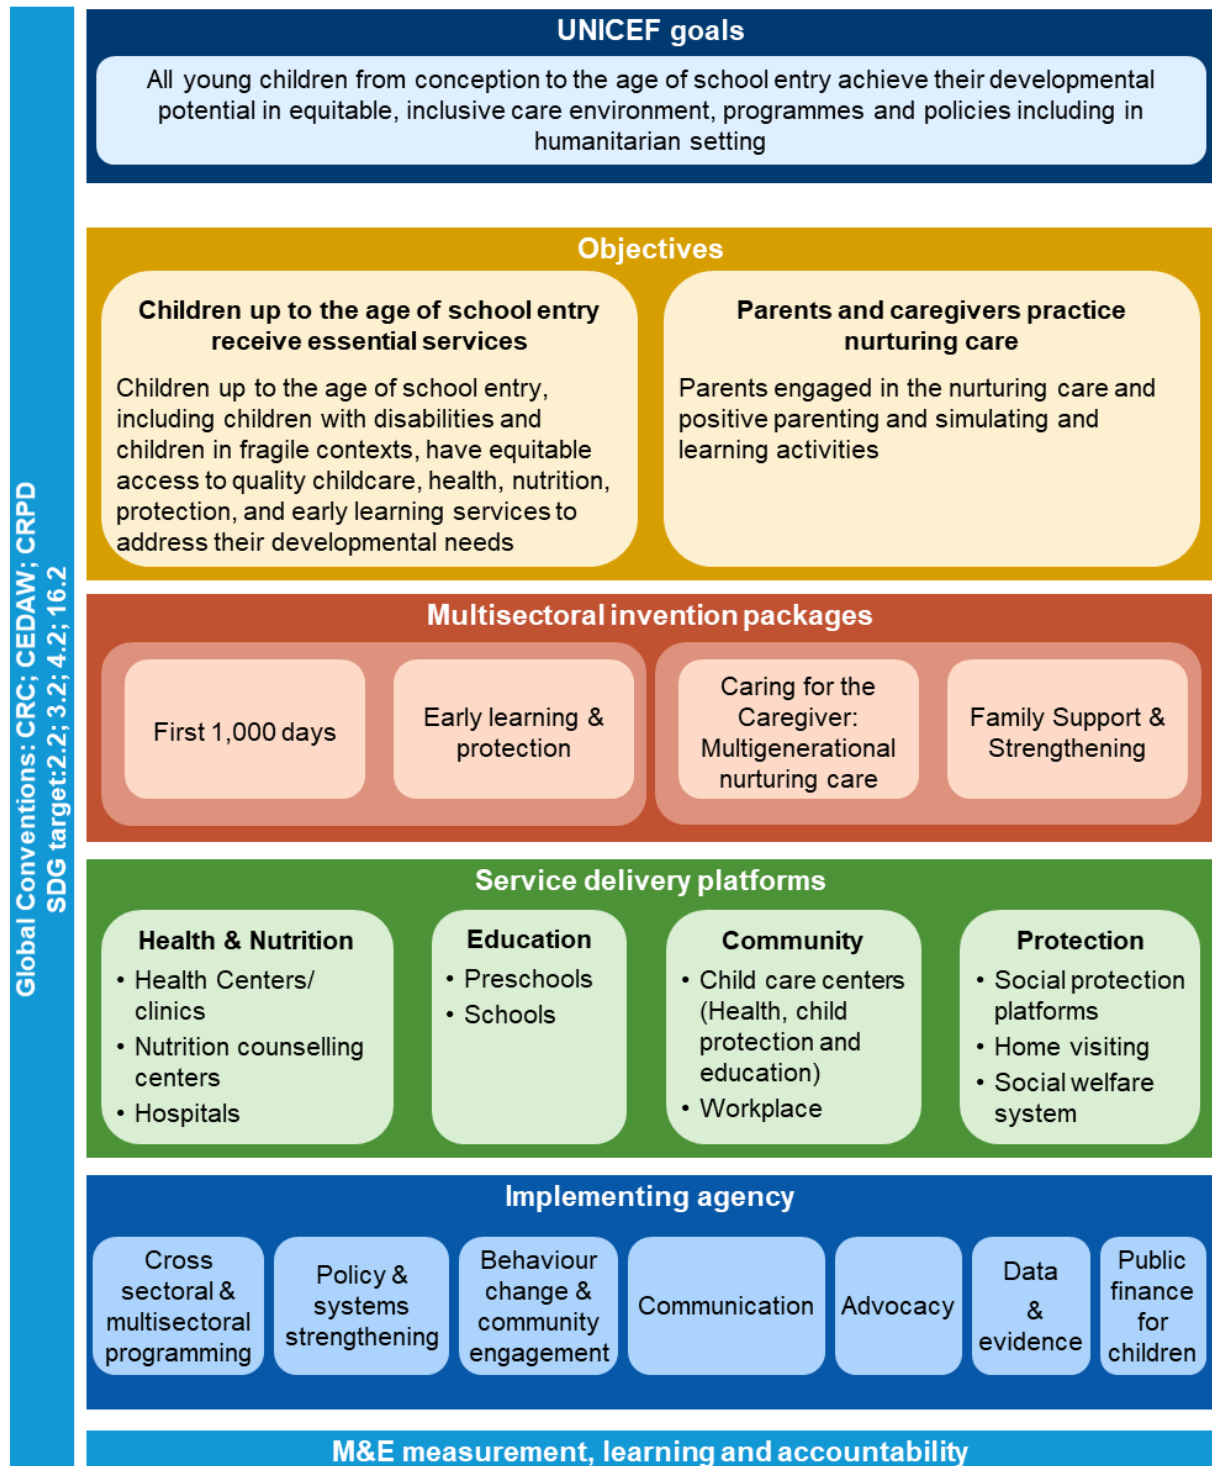 Global Conventions: CRC; CEDAW; CRPD
SDG target:2.2; 3.2; 4.2; 16.2
UNICEF goals
All young children from conception to the age of school entry achieve their developmental
potential in equitable, inclusive care environment, programmes and policies including in
humanitarian setting
Objectives
Children up to the age of school entry
receive essential services
Children up to the age of school entry,
including children with disabilities and
children in fragile contexts, have equitable
access to quality childcare, health, nutrition,
protection, and early learning services to
address their developmental needs
Parents and caregivers practice
nurturing care
Parents engaged in the nurturing care and
positive parenting and simulating and
learning activities
Multisectoral invention packages
First 1,000 days
Early learning &
protection
Caring for the
Caregiver:
Multigenerational
nurturing care
Family Support &
Strengthening
Service delivery platforms
Health & Nutrition
• Health Centers/
clinics
• Nutrition counselling
centers
• Hospitals
Education
• Preschools
• Schools
Community
• Child care centers
(Health, child
protection and
education)
• Workplace
Protection
• Social protection
platforms
• Home visiting
• Social welfare
system
Implementing agency
Cross
sectoral &
multisectoral
programming
Policy &
systems
strengthening
Behaviour
change &
community
engagement
Communication
Advocacy
Data
&
evidence
Public
finance
for
children
M&E measurement, learning and accountability